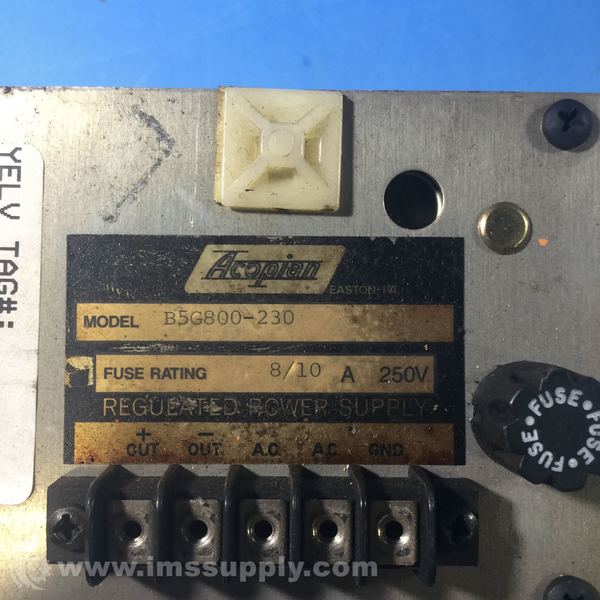 YELV TAG#:
Acopian
EASTON, PA.
MODEL B5G800-230
FUSE RATING 8/10 A 250V
REGULATED POWER SUPPLY
+ - 
OUT OUT A.C. A.C. GND
FUSE • FUSE • FUSE •
www.imssupply.com